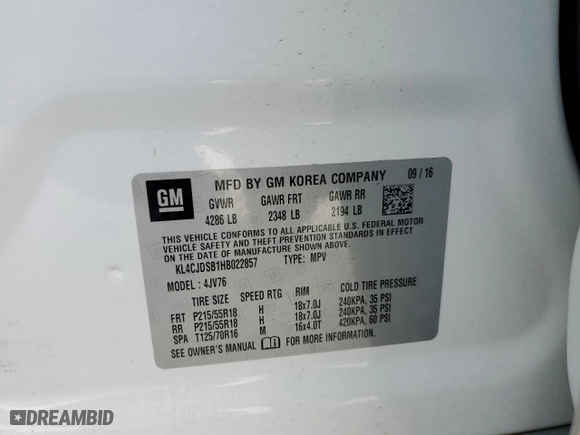 GM
MFD BY GM KOREA COMPANY 09 / 16
GVWR GAWR FRT GAWR RR
4286 LB 2348 LB 2194 LB
THIS VEHICLE CONFORMS TO ALL APPLICABLE U.S. FEDERAL MOTOR
VEHICLE SAFETY, BUMPER, AND THEFT PREVENTION STANDARDS IN
EFFECT ON THE DATE OF MANUFACTURE SHOWN ABOVE.
KL4CJDSB1HB022857 TYPE: MPV
MODEL : 4JV76
TIRE SIZE SPEED RTG RIM COLD TIRE PRESSURE
FRT P215/55R18 H 18x7.0J 240KPA, 35 PSI
RR P215/55R18 H 18x7.0J 240KPA, 35 PSI
SPA T125/70R16 M 16x4.0T 420KPA, 60 PSI
SEE OWNER'S MANUAL FOR MORE INFORMATION.
DREAMBID